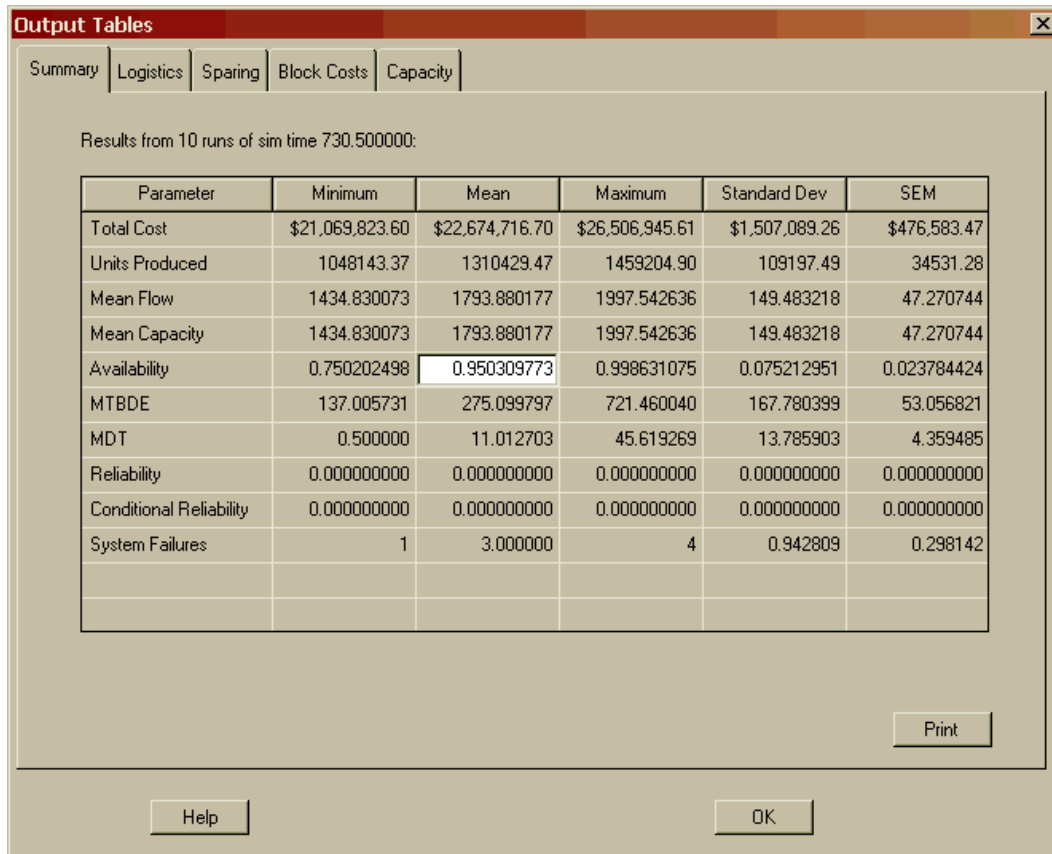 Output Tables
Summary Logistics Sparing Block Costs Capacity
Results from 10 runs of sim time 730.500000:
Parameter Minimum Mean Maximum Standard Dev SEM
Total Cost $21,069,823.60 $22,674,716.70 $26,506,945.61 $1,507,089.26 $476,583.47
Units Produced 1048143.37 1310429.47 1459204.90 109197.49 34531.28
Mean Flow 1434.830073 1793.880177 1997.542636 149.483218 47.270744
Mean Capacity 1434.830073 1793.880177 1997.542636 149.483218 47.270744
Availability 0.750202498 0.950309773 0.998631075 0.075212951 0.023784424
MTBDE 137.005731 275.099797 721.460040 167.780399 53.056821
MDT 0.500000 11.012703 45.619269 13.785903 4.359485
Reliability 0.000000000 0.000000000 0.000000000 0.000000000 0.000000000
Conditional Reliability 0.000000000 0.000000000 0.000000000 0.000000000 0.000000000
System Failures 1 3.000000 4 0.942809 0.298142
Print
Help OK